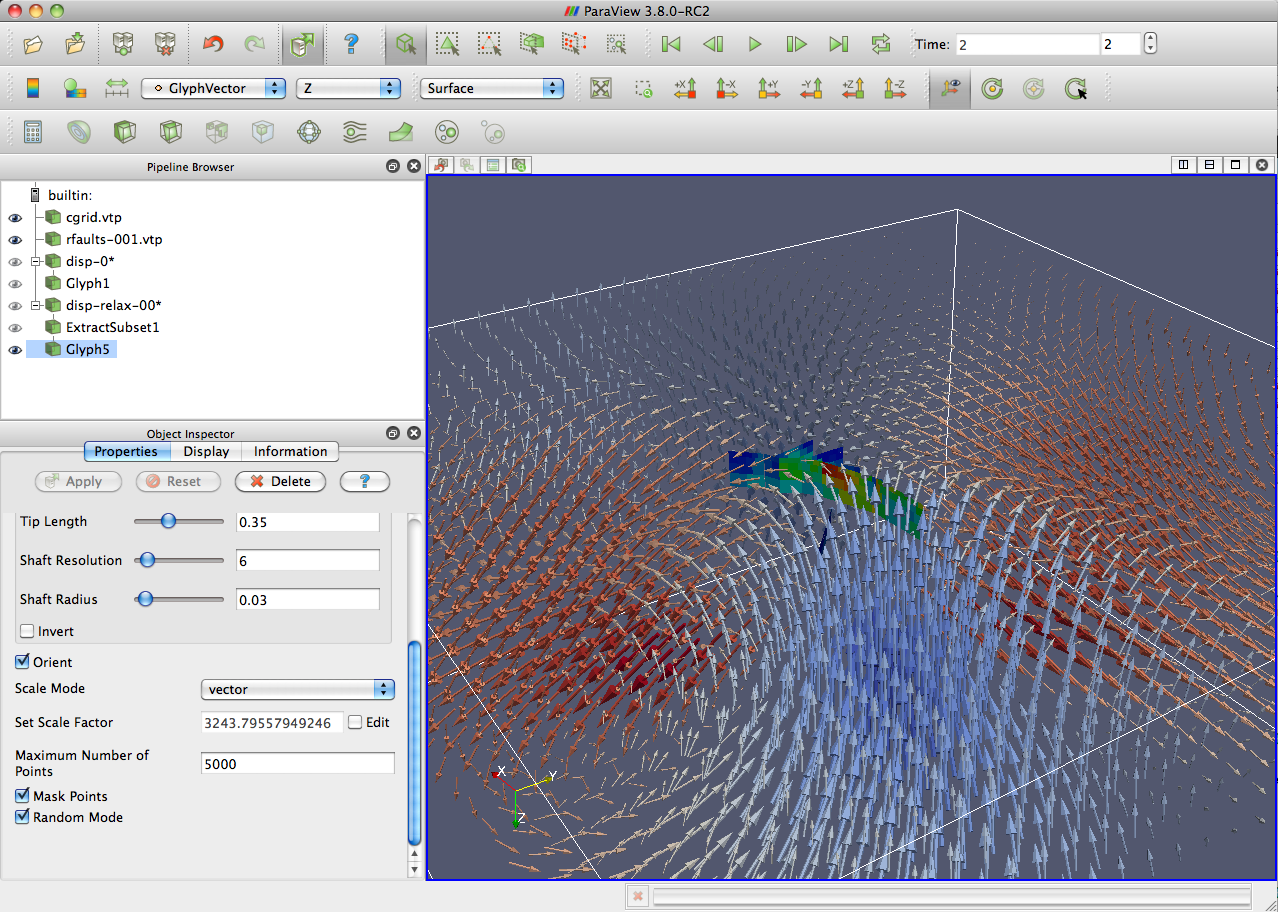 ParaView 3.8.0-RC2
? Time: 2 2
GlyphVector Z Surface +X -X +Y -Y +Z -Z
Pipeline Browser
builtin:
cgrid.vtp
rfaults-001.vtp
disp-0*
Glyph1
disp-relax-00*
ExtractSubset1
Glyph5
Object Inspector
Properties Display Information
Apply Reset Delete ?
Tip Length 0.35
Shaft Resolution 6
Shaft Radius 0.03
Invert
Orient
Scale Mode vector
Set Scale Factor 3243.79557949246 Edit
Maximum Number of
Points 5000
Mask Points
Random Mode
X Y
Z